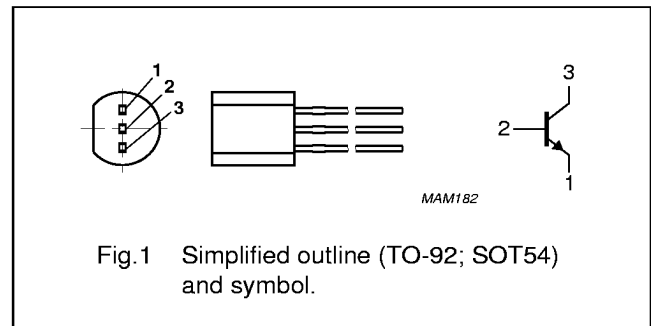 1
2
3
3
2
1
MAM182
Fig.1 Simplified outline (TO-92; SOT54)
and symbol.